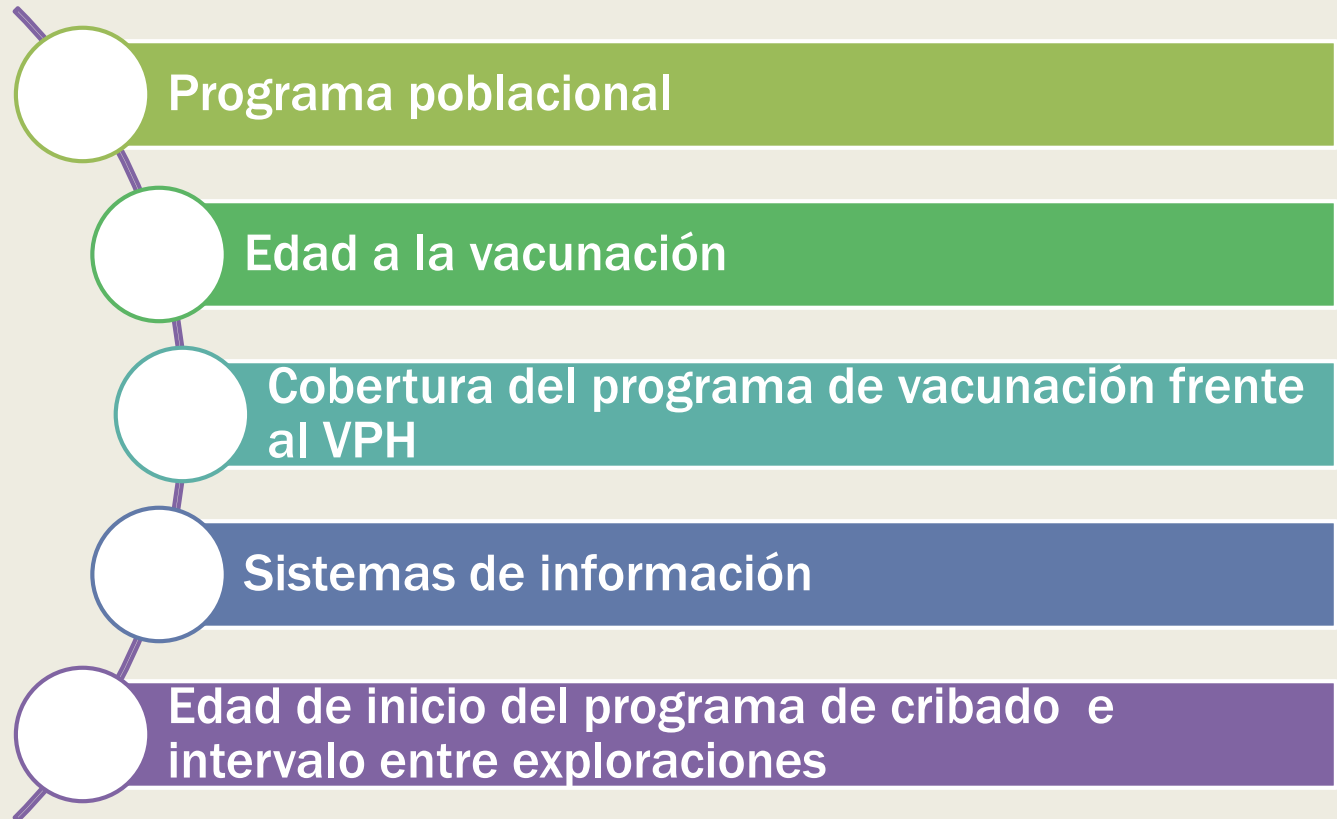 Programa poblacional
Edad a la vacunación
Cobertura del programa de vacunación frente
al VPH
Sistemas de información
Edad de inicio del programa de cribado  e
intervalo entre exploraciones